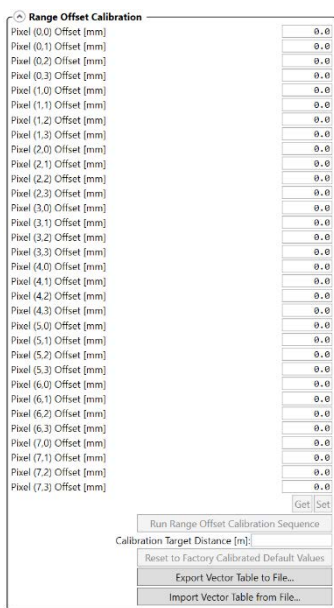 Range Offset Calibration
Pixel (0,0) Offset [mm] 0.0
Pixel (0,1) Offset [mm] 0.0
Pixel (0,2) Offset [mm] 0.0
Pixel (0,3) Offset [mm] 0.0
Pixel (1,0) Offset [mm] 0.0
Pixel (1,1) Offset [mm] 0.0
Pixel (1,2) Offset [mm] 0.0
Pixel (1,3) Offset [mm] 0.0
Pixel (2,0) Offset [mm] 0.0
Pixel (2,1) Offset [mm] 0.0
Pixel (2,2) Offset [mm] 0.0
Pixel (2,3) Offset [mm] 0.0
Pixel (3,0) Offset [mm] 0.0
Pixel (3,1) Offset [mm] 0.0
Pixel (3,2) Offset [mm] 0.0
Pixel (3,3) Offset [mm] 0.0
Pixel (4,0) Offset [mm] 0.0
Pixel (4,1) Offset [mm] 0.0
Pixel (4,2) Offset [mm] 0.0
Pixel (4,3) Offset [mm] 0.0
Pixel (5,0) Offset [mm] 0.0
Pixel (5,1) Offset [mm] 0.0
Pixel (5,2) Offset [mm] 0.0
Pixel (5,3) Offset [mm] 0.0
Pixel (6,0) Offset [mm] 0.0
Pixel (6,1) Offset [mm] 0.0
Pixel (6,2) Offset [mm] 0.0
Pixel (6,3) Offset [mm] 0.0
Pixel (7,0) Offset [mm] 0.0
Pixel (7,1) Offset [mm] 0.0
Pixel (7,2) Offset [mm] 0.0
Pixel (7,3) Offset [mm] 0.0
Get Set
Run Range Offset Calibration Sequence
Calibration Target Distance [m]:
Reset to Factory Calibrated Default Values
Export Vector Table to File...
Import Vector Table from File...